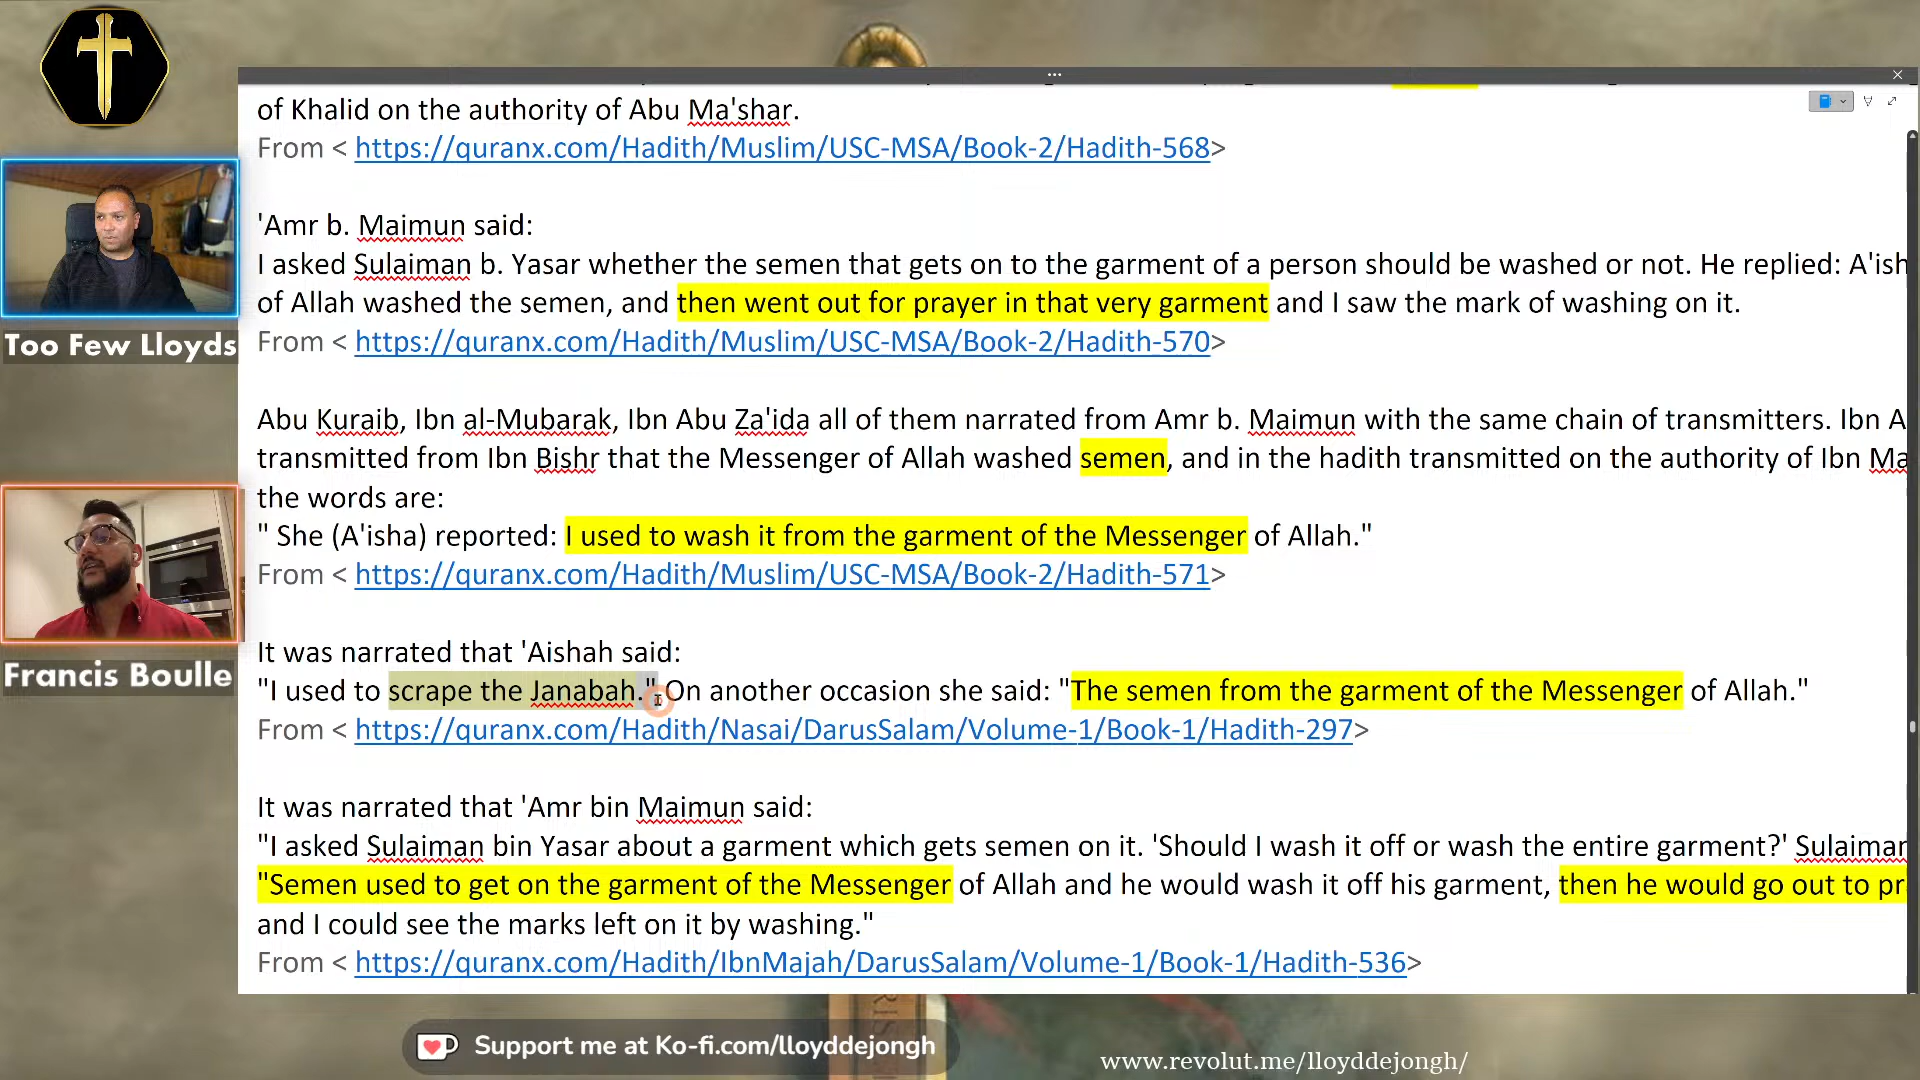 of Khalid on the authority of Abu Ma'shar.
From < https://quranx.com/Hadith/Muslim/USC-MSA/Book-2/Hadith-568>
'Amr b. Maimun said:
I asked Sulaiman b. Yasar whether the semen that gets on to the garment of a person should be washed or not. He replied: A'ish
of Allah washed the semen, and then went out for prayer in that very garment and I saw the mark of washing on it.
From < https://quranx.com/Hadith/Muslim/USC-MSA/Book-2/Hadith-570>
Abu Kuraib, Ibn al-Mubarak, Ibn Abu Za'ida all of them narrated from Amr b. Maimun with the same chain of transmitters. Ibn A
transmitted from Ibn Bishr that the Messenger of Allah washed semen, and in the hadith transmitted on the authority of Ibn Ma
the words are:
" She (A'isha) reported: I used to wash it from the garment of the Messenger of Allah."
From < https://quranx.com/Hadith/Muslim/USC-MSA/Book-2/Hadith-571>
It was narrated that 'Aishah said:
"I used to scrape the Janabah." On another occasion she said: "The semen from the garment of the Messenger of Allah."
From < https://quranx.com/Hadith/Nasai/DarusSalam/Volume-1/Book-1/Hadith-297>
It was narrated that 'Amr bin Maimun said:
"I asked Sulaiman bin Yasar about a garment which gets semen on it. 'Should I wash it off or wash the entire garment?' Sulaiman
"Semen used to get on the garment of the Messenger of Allah and he would wash it off his garment, then he would go out to pr
and I could see the marks left on it by washing."
From < https://quranx.com/Hadith/IbnMajah/DarusSalam/Volume-1/Book-1/Hadith-536>
Too Few Lloyds
Francis Boulle
Support me at Ko-fi.com/lloyddejongh
www.revolut.me/lloyddejongh/